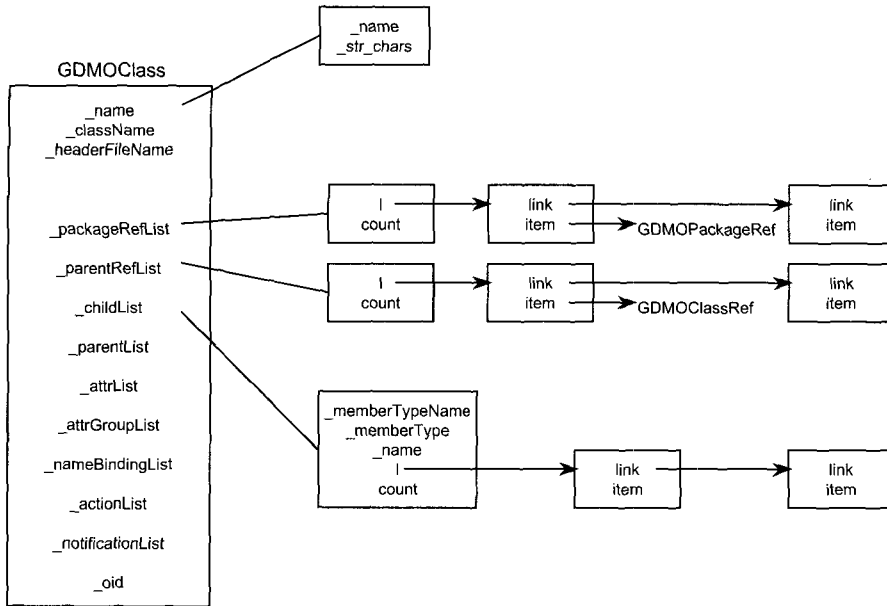 _name
_str_chars
GDMOClass
_name
_className
_headerFileName
_packageRefList
_parentRefList
_childList
_parentList
_attrList
_attrGroupList
_nameBindingList
_actionList
_notificationList
_oid
l
count
link
item
GDMOPackageRef
link
item
l
count
link
item
GDMOClassRef
link
item
_memberTypeName
_memberType
_name
l
count
link
item
link
item